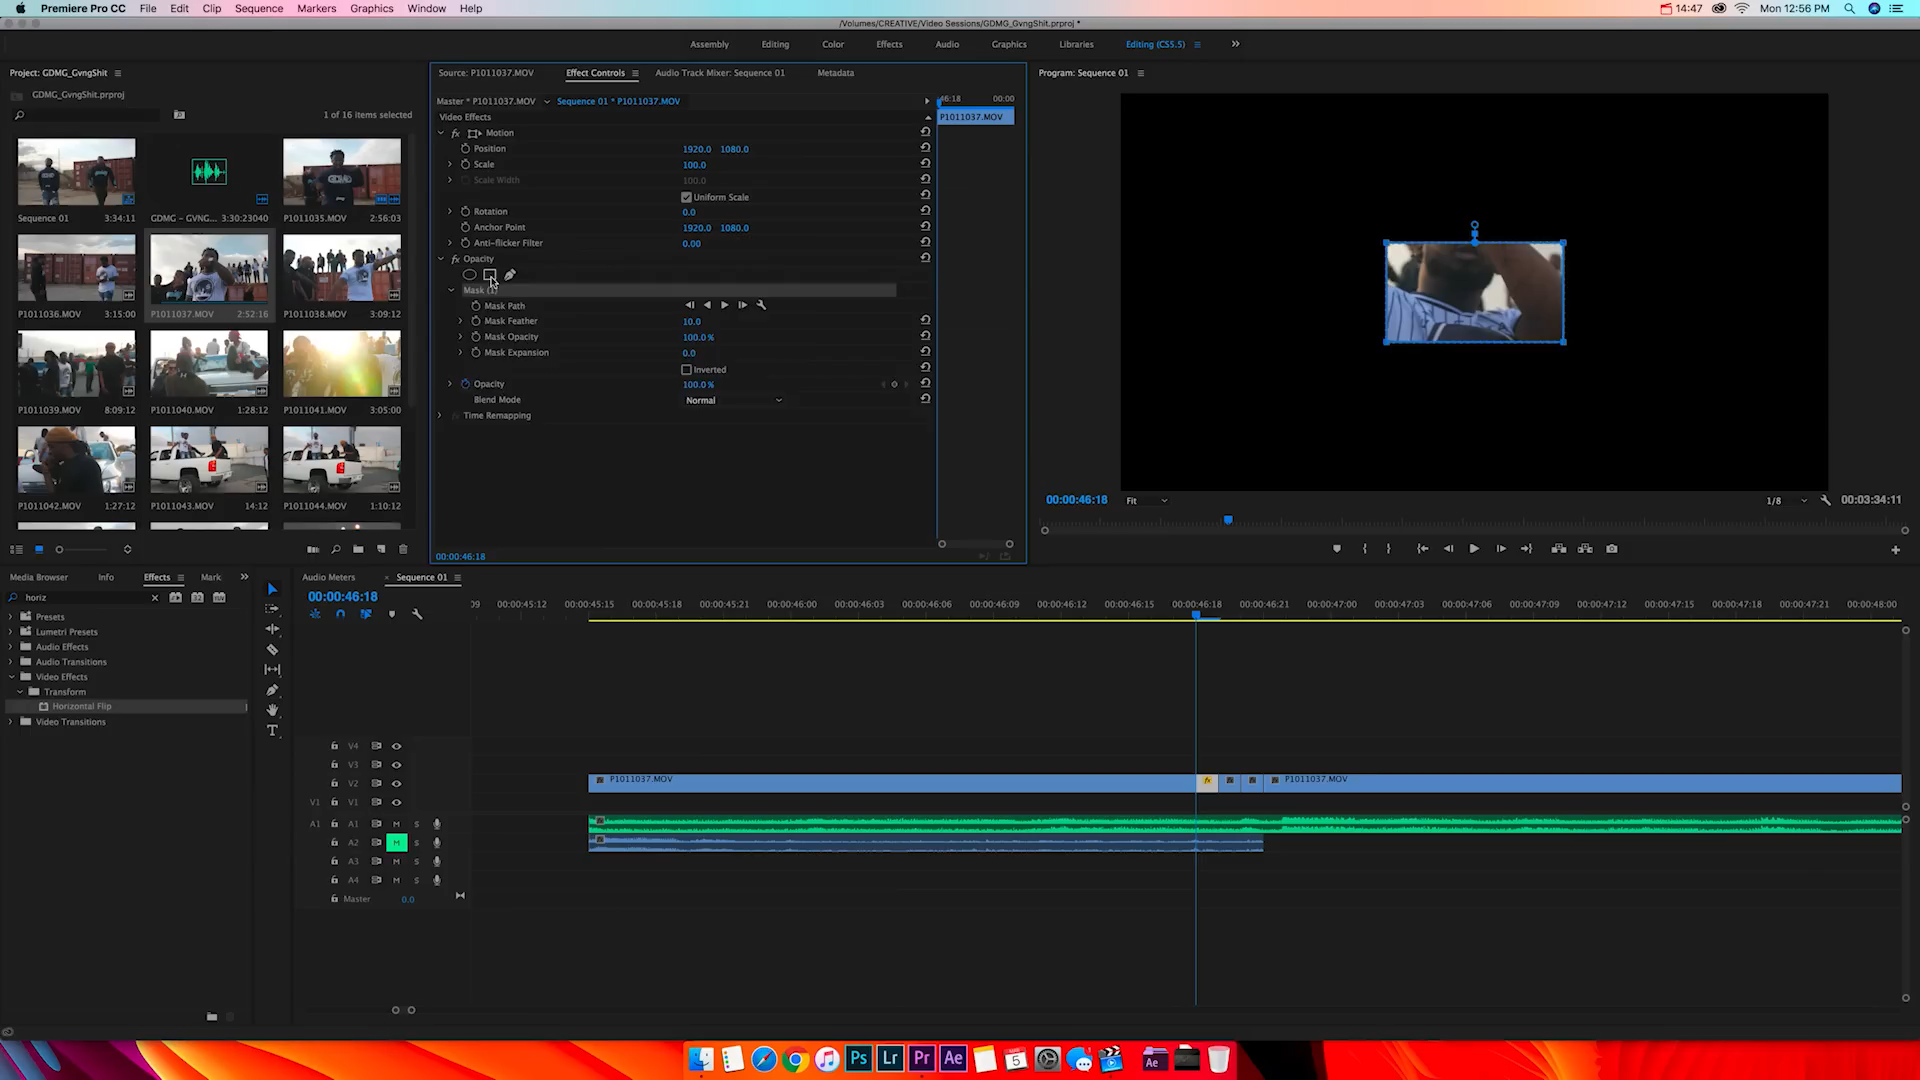 Premiere Pro CC File Edit Clip Sequence Markers Graphics Window Help
14:47 Mon 12:56 PM
/Volumes/CREATIVE/Video Sessions/GDMG_GvngShit.prproj *
Assembly Editing Color Effects Audio Graphics Libraries Editing (CS5.5)
Project: GDMG_GvngShit
GDMG_GvngShit.prproj
1 of 16 items selected
Sequence 01 3:34:11
GDMG – GVNG... 3:30:23040
P1011035.MOV 2:56:03
P1011036.MOV 3:15:00
P1011037.MOV 2:52:16
P1011038.MOV 3:09:12
P1011039.MOV 8:09:12
P1011040.MOV 1:28:12
P1011041.MOV 3:05:00
P1011042.MOV 1:27:12
P1011043.MOV 14:12
P1011044.MOV 1:10:12
Source: P1011037.MOV Effect Controls Audio Track Mixer: Sequence 01 Metadata
Master * P1011037.MOV Sequence 01 * P1011037.MOV
46:18 00:00
P1011037.MOV
Video Effects
fx Motion
Position 1920.0 1080.0
Scale 100.0
Scale Width 100.0
Uniform Scale
Rotation 0.0
Anchor Point 1920.0 1080.0
Anti-flicker Filter 0.00
fx Opacity
Mask (1)
Mask Path
Mask Feather 10.0
Mask Opacity 100.0 %
Mask Expansion 0.0
Inverted
Opacity 100.0 %
Blend Mode Normal
Time Remapping
00:00:46:18
Program: Sequence 01
00:00:46:18 Fit 1/8 00:03:34:11
Media Browser Info Effects Mark
horiz
Presets
Lumetri Presets
Audio Effects
Audio Transitions
Video Effects
Transform
Horizontal Flip
Video Transitions
Audio Meters × Sequence 01
00:00:46:18
09 00:00:45:12 00:00:45:15 00:00:45:18 00:00:45:21 00:00:46:00 00:00:46:03 00:00:46:06 00:00:46:09 00:00:46:12 00:00:46:15 00:00:46:18 00:00:46:21 00:00:47:00 00:00:47:03 00:00:47:06 00:00:47:09 00:00:47:12 00:00:47:15 00:00:47:18 00:00:47:21 00:00:48:00
V4
V3
V2 P1011037.MOV fx P1011037.MOV
V1 V1
A1 A1 M S
A2 M S
A3 M S
A4 M S
Master 0.0
Ps Lr Pr Ae 5 Ae